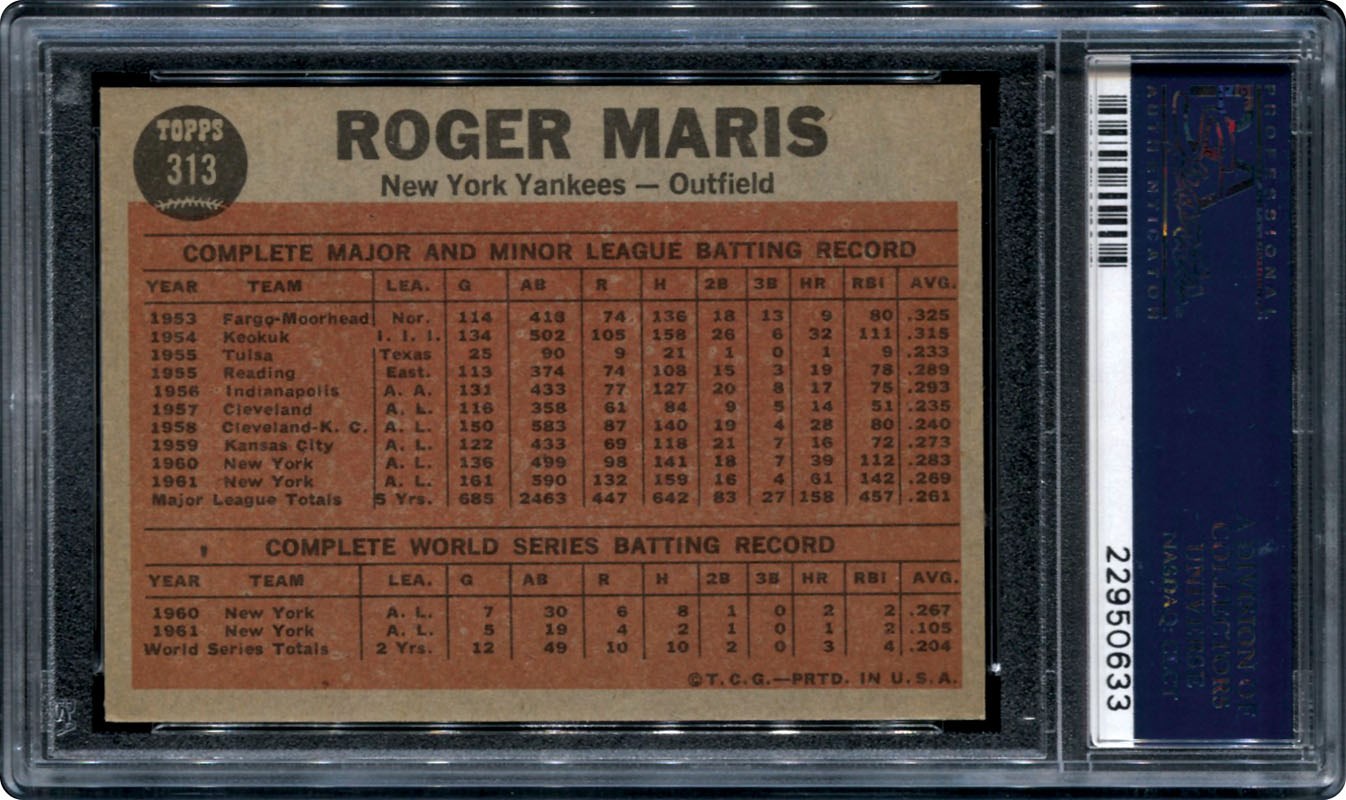 TOPPS
313
ROGER MARIS
New York Yankees — Outfield
COMPLETE MAJOR AND MINOR LEAGUE BATTING RECORD
YEAR TEAM LEA. G AB R H 2B 3B HR RBI AVG.
1953 Fargo-Moorhead Nor. 114 418 74 136 18 13 9 80 .325
1954 Keokuk I. I. I. 134 502 105 158 26 6 32 111 .315
1955 Tulsa Texas 25 90 9 21 1 0 1 9 .233
1955 Reading East. 113 374 74 108 15 3 19 78 .289
1956 Indianapolis A. A. 131 433 77 127 20 8 17 75 .293
1957 Cleveland A. L. 116 358 61 84 9 5 14 51 .235
1958 Cleveland-K. C. A. L. 150 583 87 140 19 4 28 80 .240
1959 Kansas City A. L. 122 433 69 118 21 7 16 72 .273
1960 New York A. L. 136 499 98 141 18 7 39 112 .283
1961 New York A. L. 161 590 132 159 16 4 61 142 .269
Major League Totals 5 Yrs. 685 2463 447 642 83 27 158 457 .261
COMPLETE WORLD SERIES BATTING RECORD
YEAR TEAM LEA. G AB R H 2B 3B HR RBI AVG.
1960 New York A. L. 7 30 6 8 1 0 2 2 .267
1961 New York A. L. 5 19 4 2 1 0 1 2 .105
World Series Totals 2 Yrs. 12 49 10 10 2 0 3 4 .204
©T.C.G.—PRTD. IN U.S.A.
22950633
PROFESSIONAL
PSA
AUTHENTICATOR
A DIVISION OF
COLLECTORS
UNIVERSE